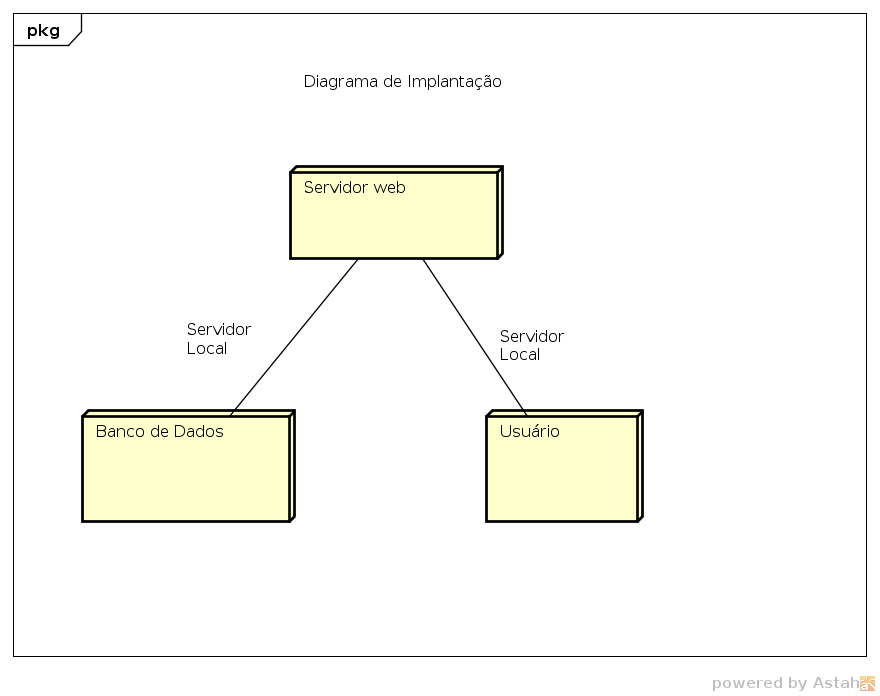 pkg
Diagrama de Implantação
Servidor web
Servidor
Local
Servidor
Local
Banco de Dados
Usuário
powered by Astah